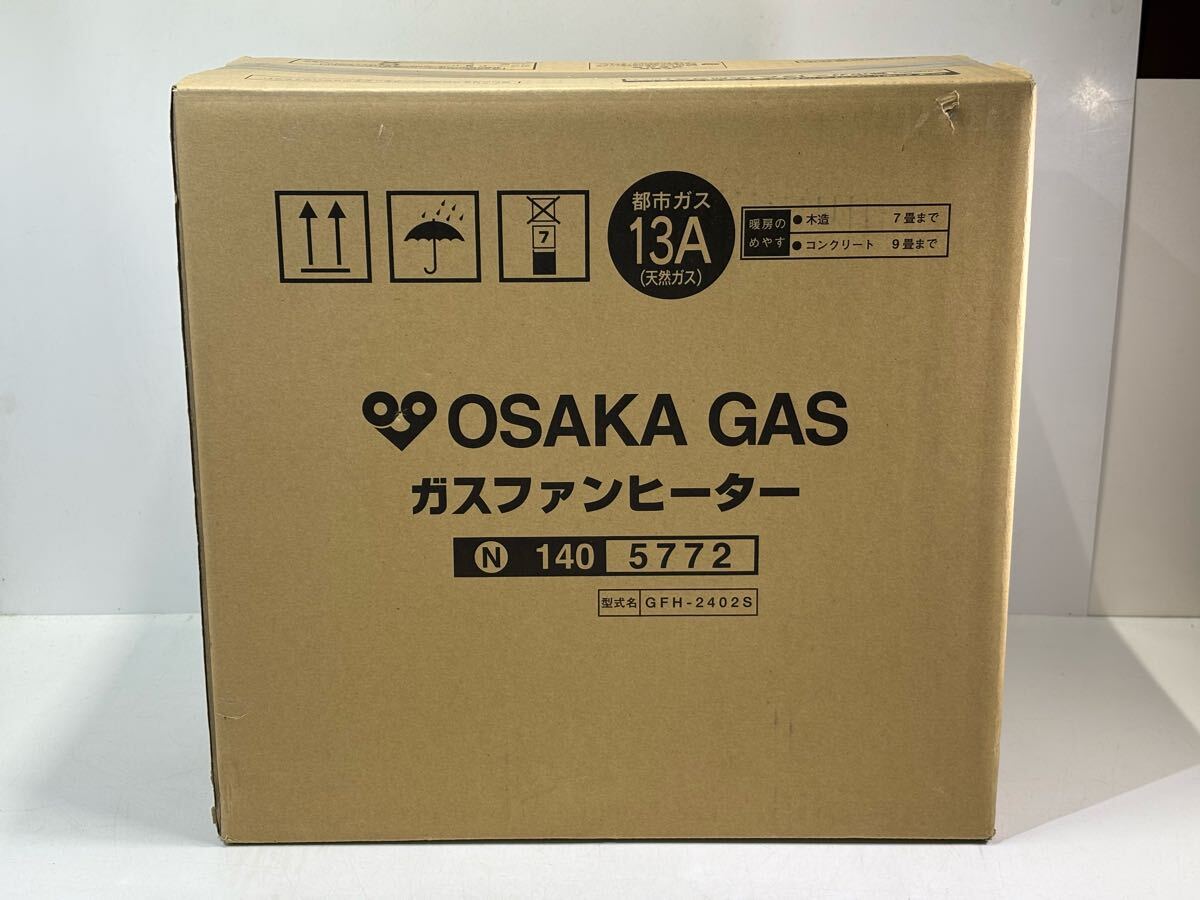 都市ガス
13A
(天然ガス)
暖房の
めやす
● 木造 7畳まで
● コンクリート 9畳まで
7
OSAKA GAS
ガスファンヒーター
N 140 5772
型式名 GFH-2402S